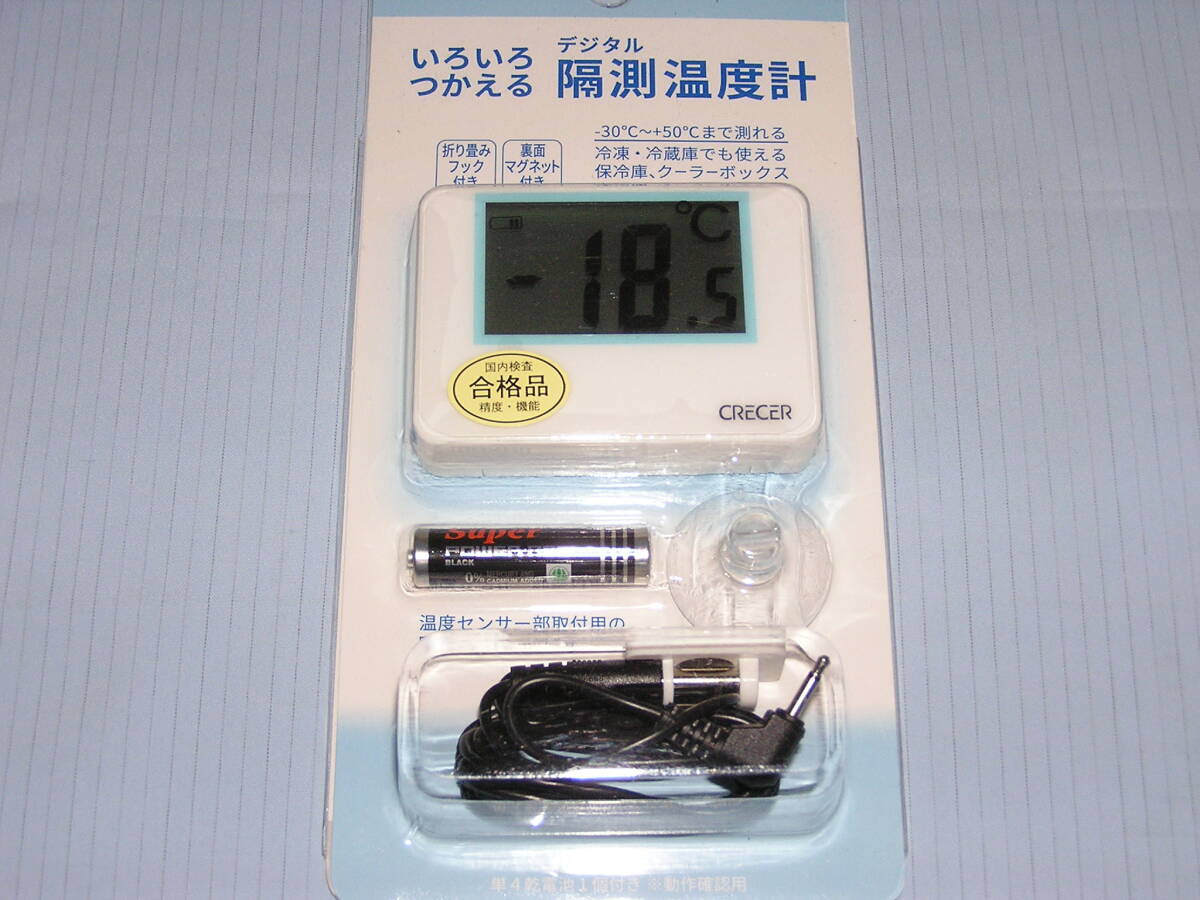 いろいろ
つかえる
デジタル
隔測温度計
-30℃～+50℃まで測れる
冷凍・冷蔵庫でも使える
保冷庫、クーラーボックス
折り畳み
フック
付き
裏面
マグネット
付き
℃
-18.5
国内検査
合格品
精度・機能
CRECER
Super
BLACK
0%
CADMIUM ADDED
温度センサー部取付用の
単4乾電池1個付き ※動作確認用